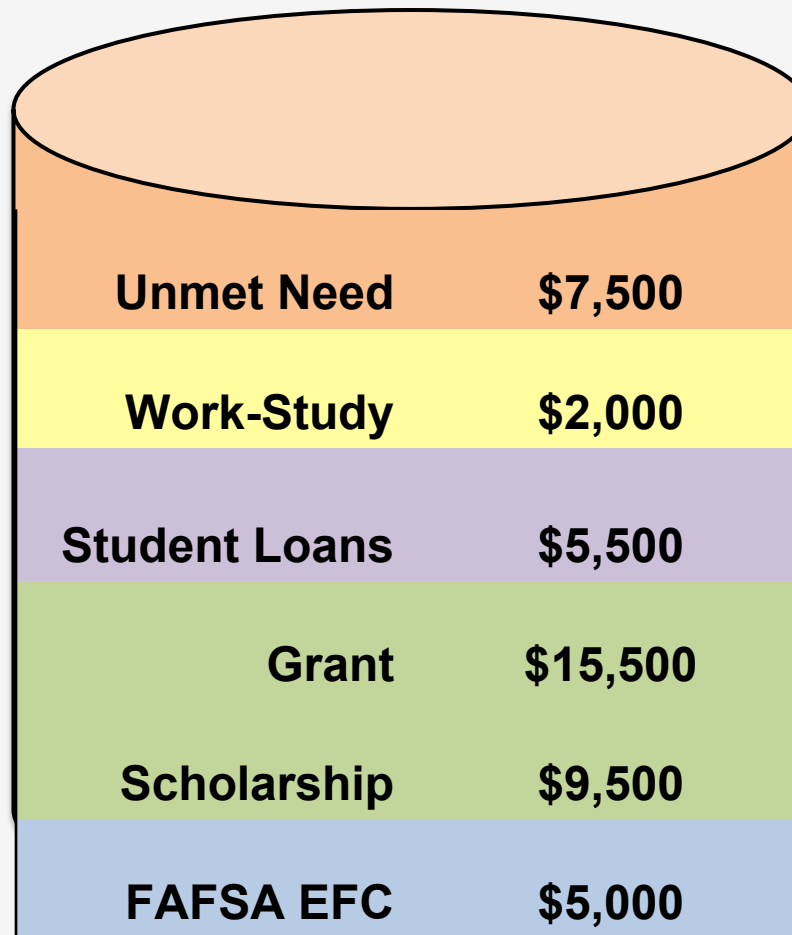 Unmet Need $7,500
Work-Study $2,000
Student Loans $5,500
Grant $15,500
Scholarship $9,500
FAFSA EFC $5,000